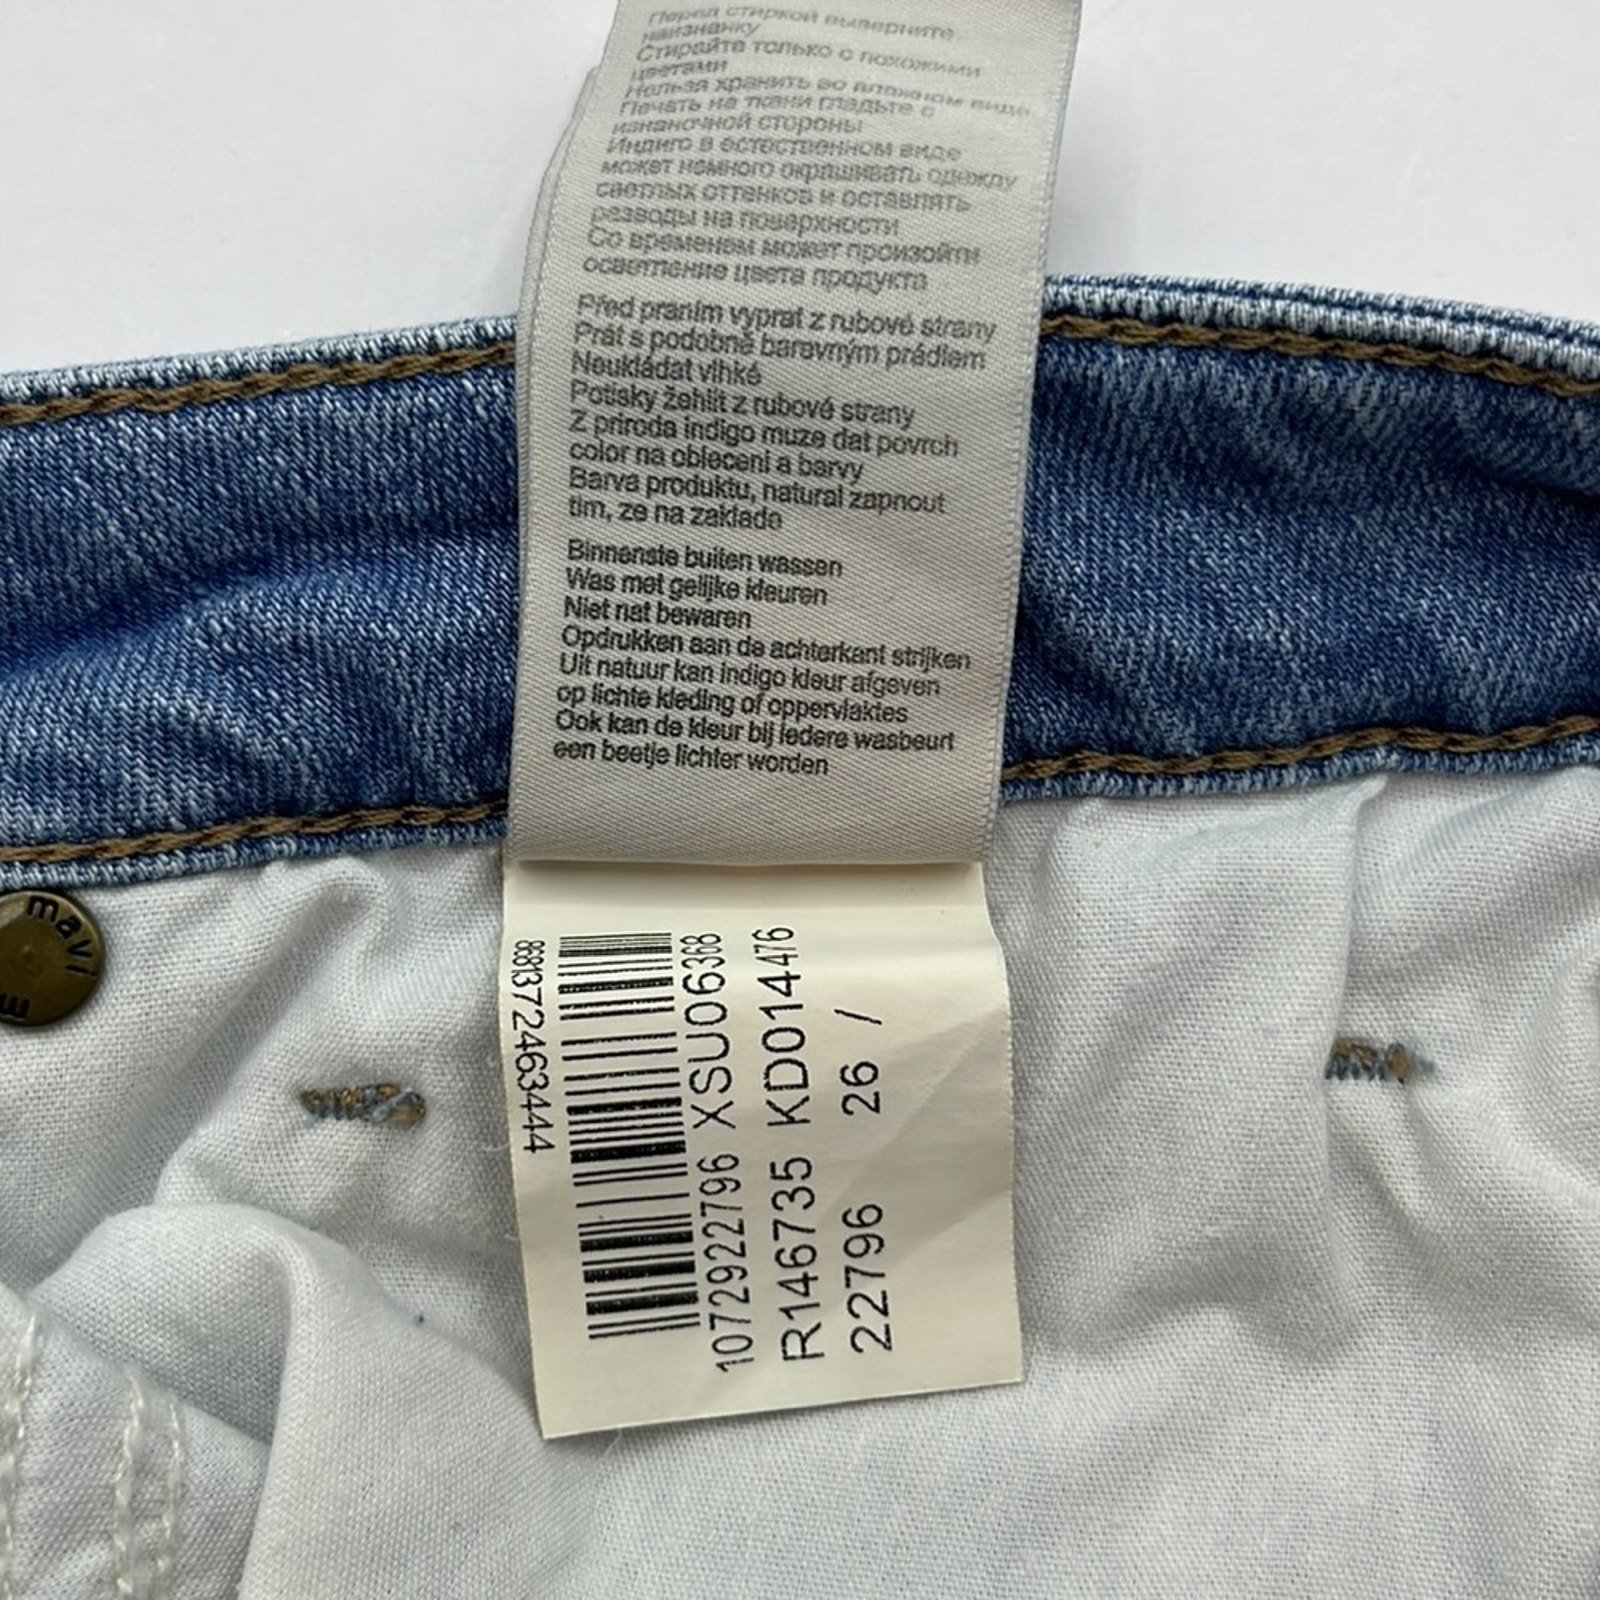 Перед стиркой выверните
наизнанку
Стирайте только с похожими
цветами
Нельзя хранить во влажном виде
Печать на ткани гладьте с
изнаночной стороны
Индиго в естественном виде
может немного окрашивать одежду
светлых оттенков и оставлять
разводы на поверхности
Со временем может произойти
осветление цвета продукта
Před praním vyprat z rubové strany
Prát s podobně barevným prádlem
Neukládat vlhké
Potisky žehlit z rubové strany
Z priroda indigo muze dat povrch
color na obleceni a barvy
Barva produktu, natural zapnout
tim, ze na zaklade
Binnenste buiten wassen
Was met gelijke kleuren
Niet nat bewaren
Opdrukken aan de achterkant strijken
Uit natuur kan indigo kleur afgeven
op lichte kleding of oppervlaktes
Ook kan de kleur bij iedere wasbeurt
een beetje lichter worden
mavi
m
8681372463444
1072922796 XSU06368
R146735 KD014476
22796 26 /